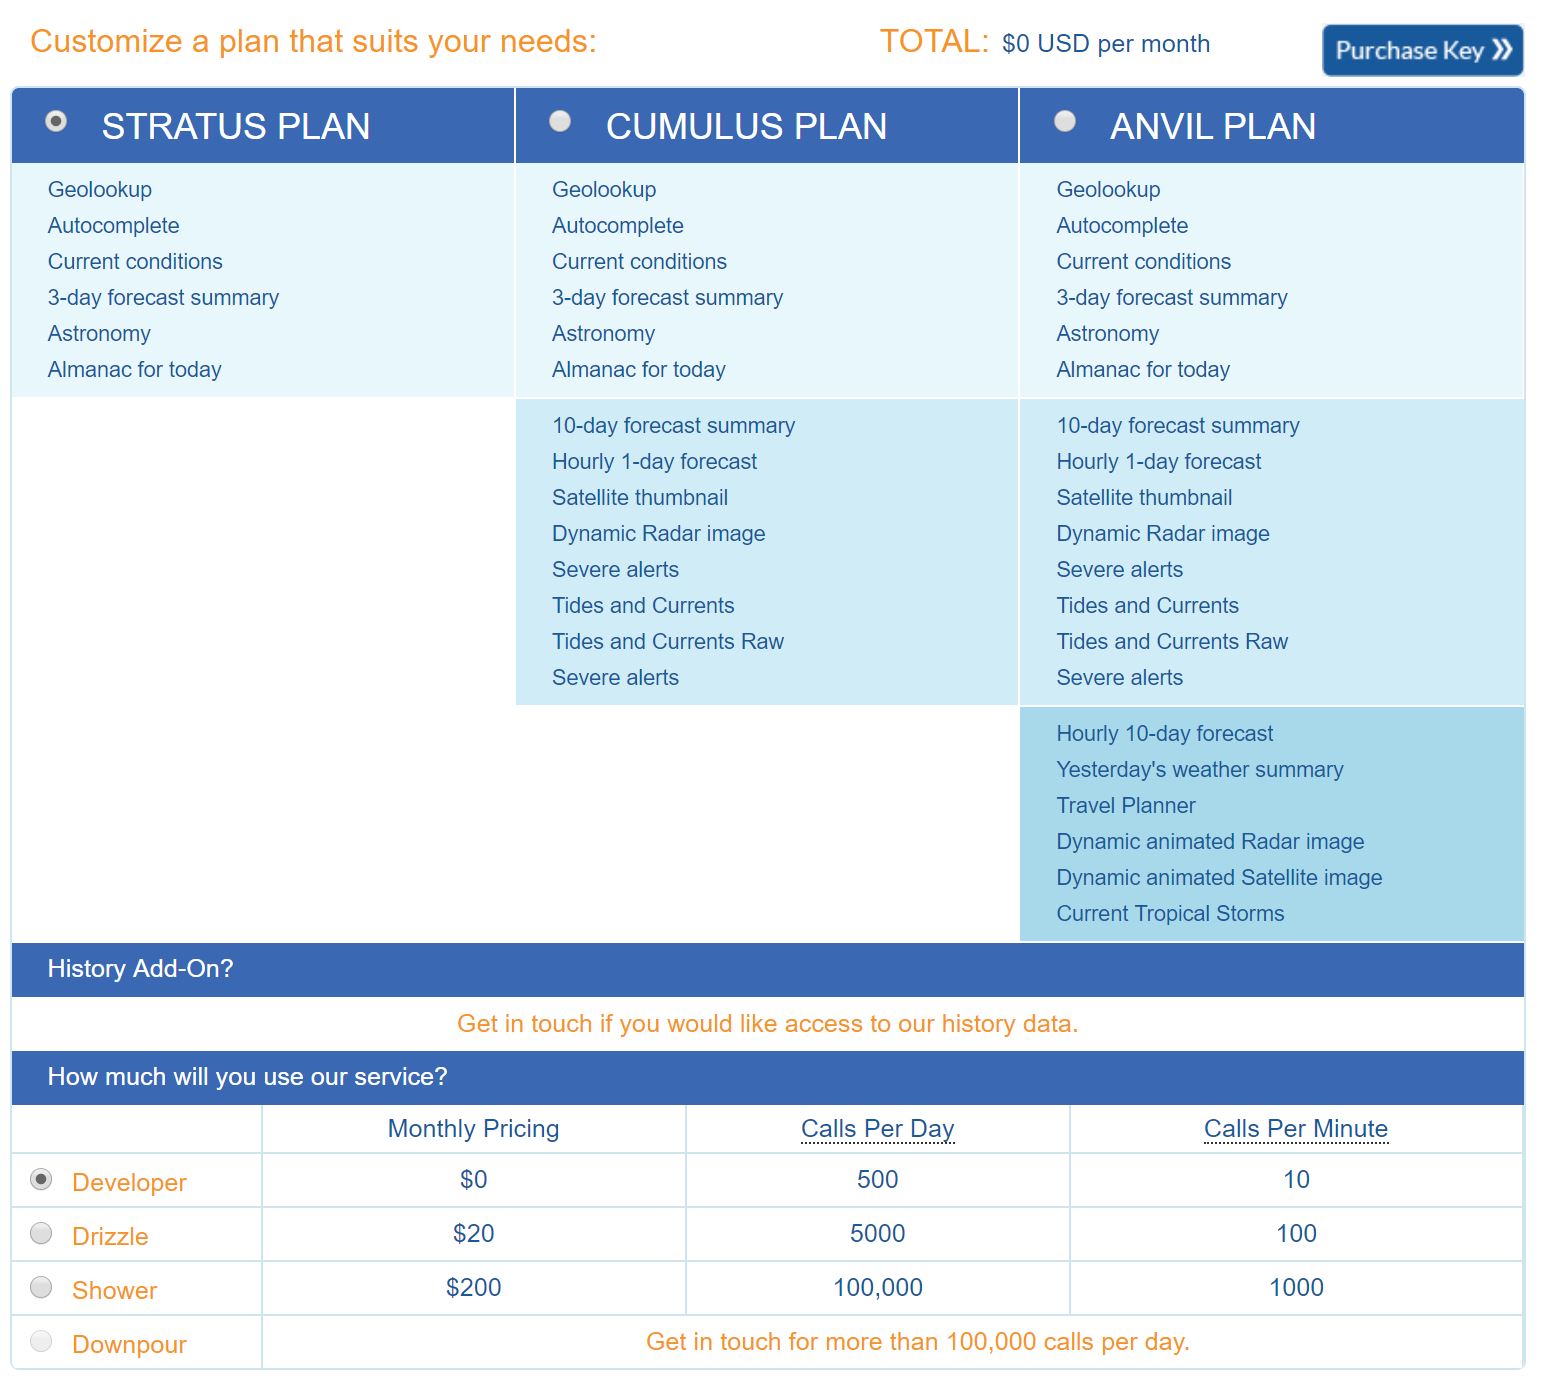 Customize a plan that suits your needs:
TOTAL: $0 USD per month
Purchase Key »
STRATUS PLAN
Geolookup
Autocomplete
Current conditions
3-day forecast summary
Astronomy
Almanac for today
CUMULUS PLAN
Geolookup
Autocomplete
Current conditions
3-day forecast summary
Astronomy
Almanac for today
10-day forecast summary
Hourly 1-day forecast
Satellite thumbnail
Dynamic Radar image
Severe alerts
Tides and Currents
Tides and Currents Raw
Severe alerts
ANVIL PLAN
Geolookup
Autocomplete
Current conditions
3-day forecast summary
Astronomy
Almanac for today
10-day forecast summary
Hourly 1-day forecast
Satellite thumbnail
Dynamic Radar image
Severe alerts
Tides and Currents
Tides and Currents Raw
Severe alerts
Hourly 10-day forecast
Yesterday's weather summary
Travel Planner
Dynamic animated Radar image
Dynamic animated Satellite image
Current Tropical Storms
History Add-On?
Get in touch if you would like access to our history data.
How much will you use our service?
Monthly Pricing Calls Per Day Calls Per Minute
Developer $0 500 10
Drizzle $20 5000 100
Shower $200 100,000 1000
Downpour Get in touch for more than 100,000 calls per day.